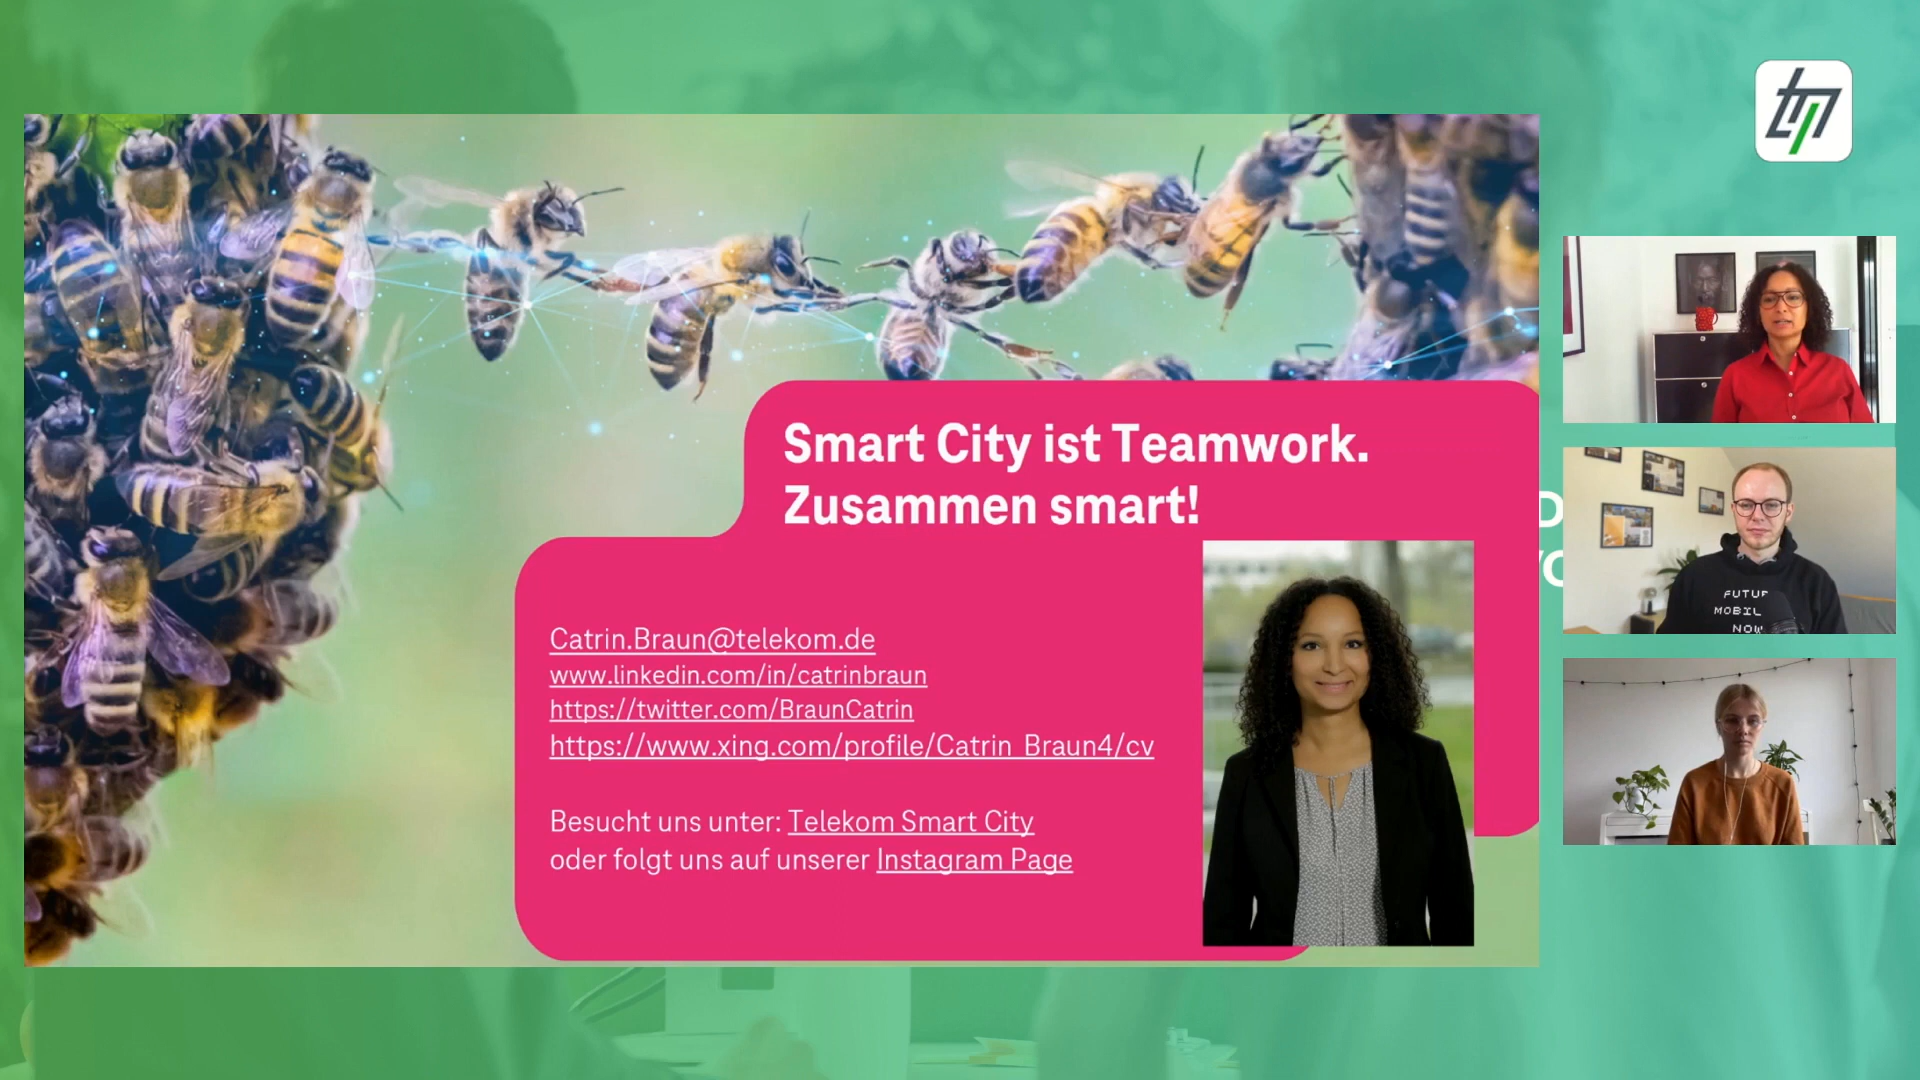 Smart City ist Teamwork.
Zusammen smart!
Catrin.Braun@telekom.de
www.linkedin.com/in/catrinbraun
https://twitter.com/BraunCatrin
https://www.xing.com/profile/Catrin_Braun4/cv
Besucht uns unter: Telekom Smart City
oder folgt uns auf unserer Instagram Page
FUTUR
MOBIL
NOW